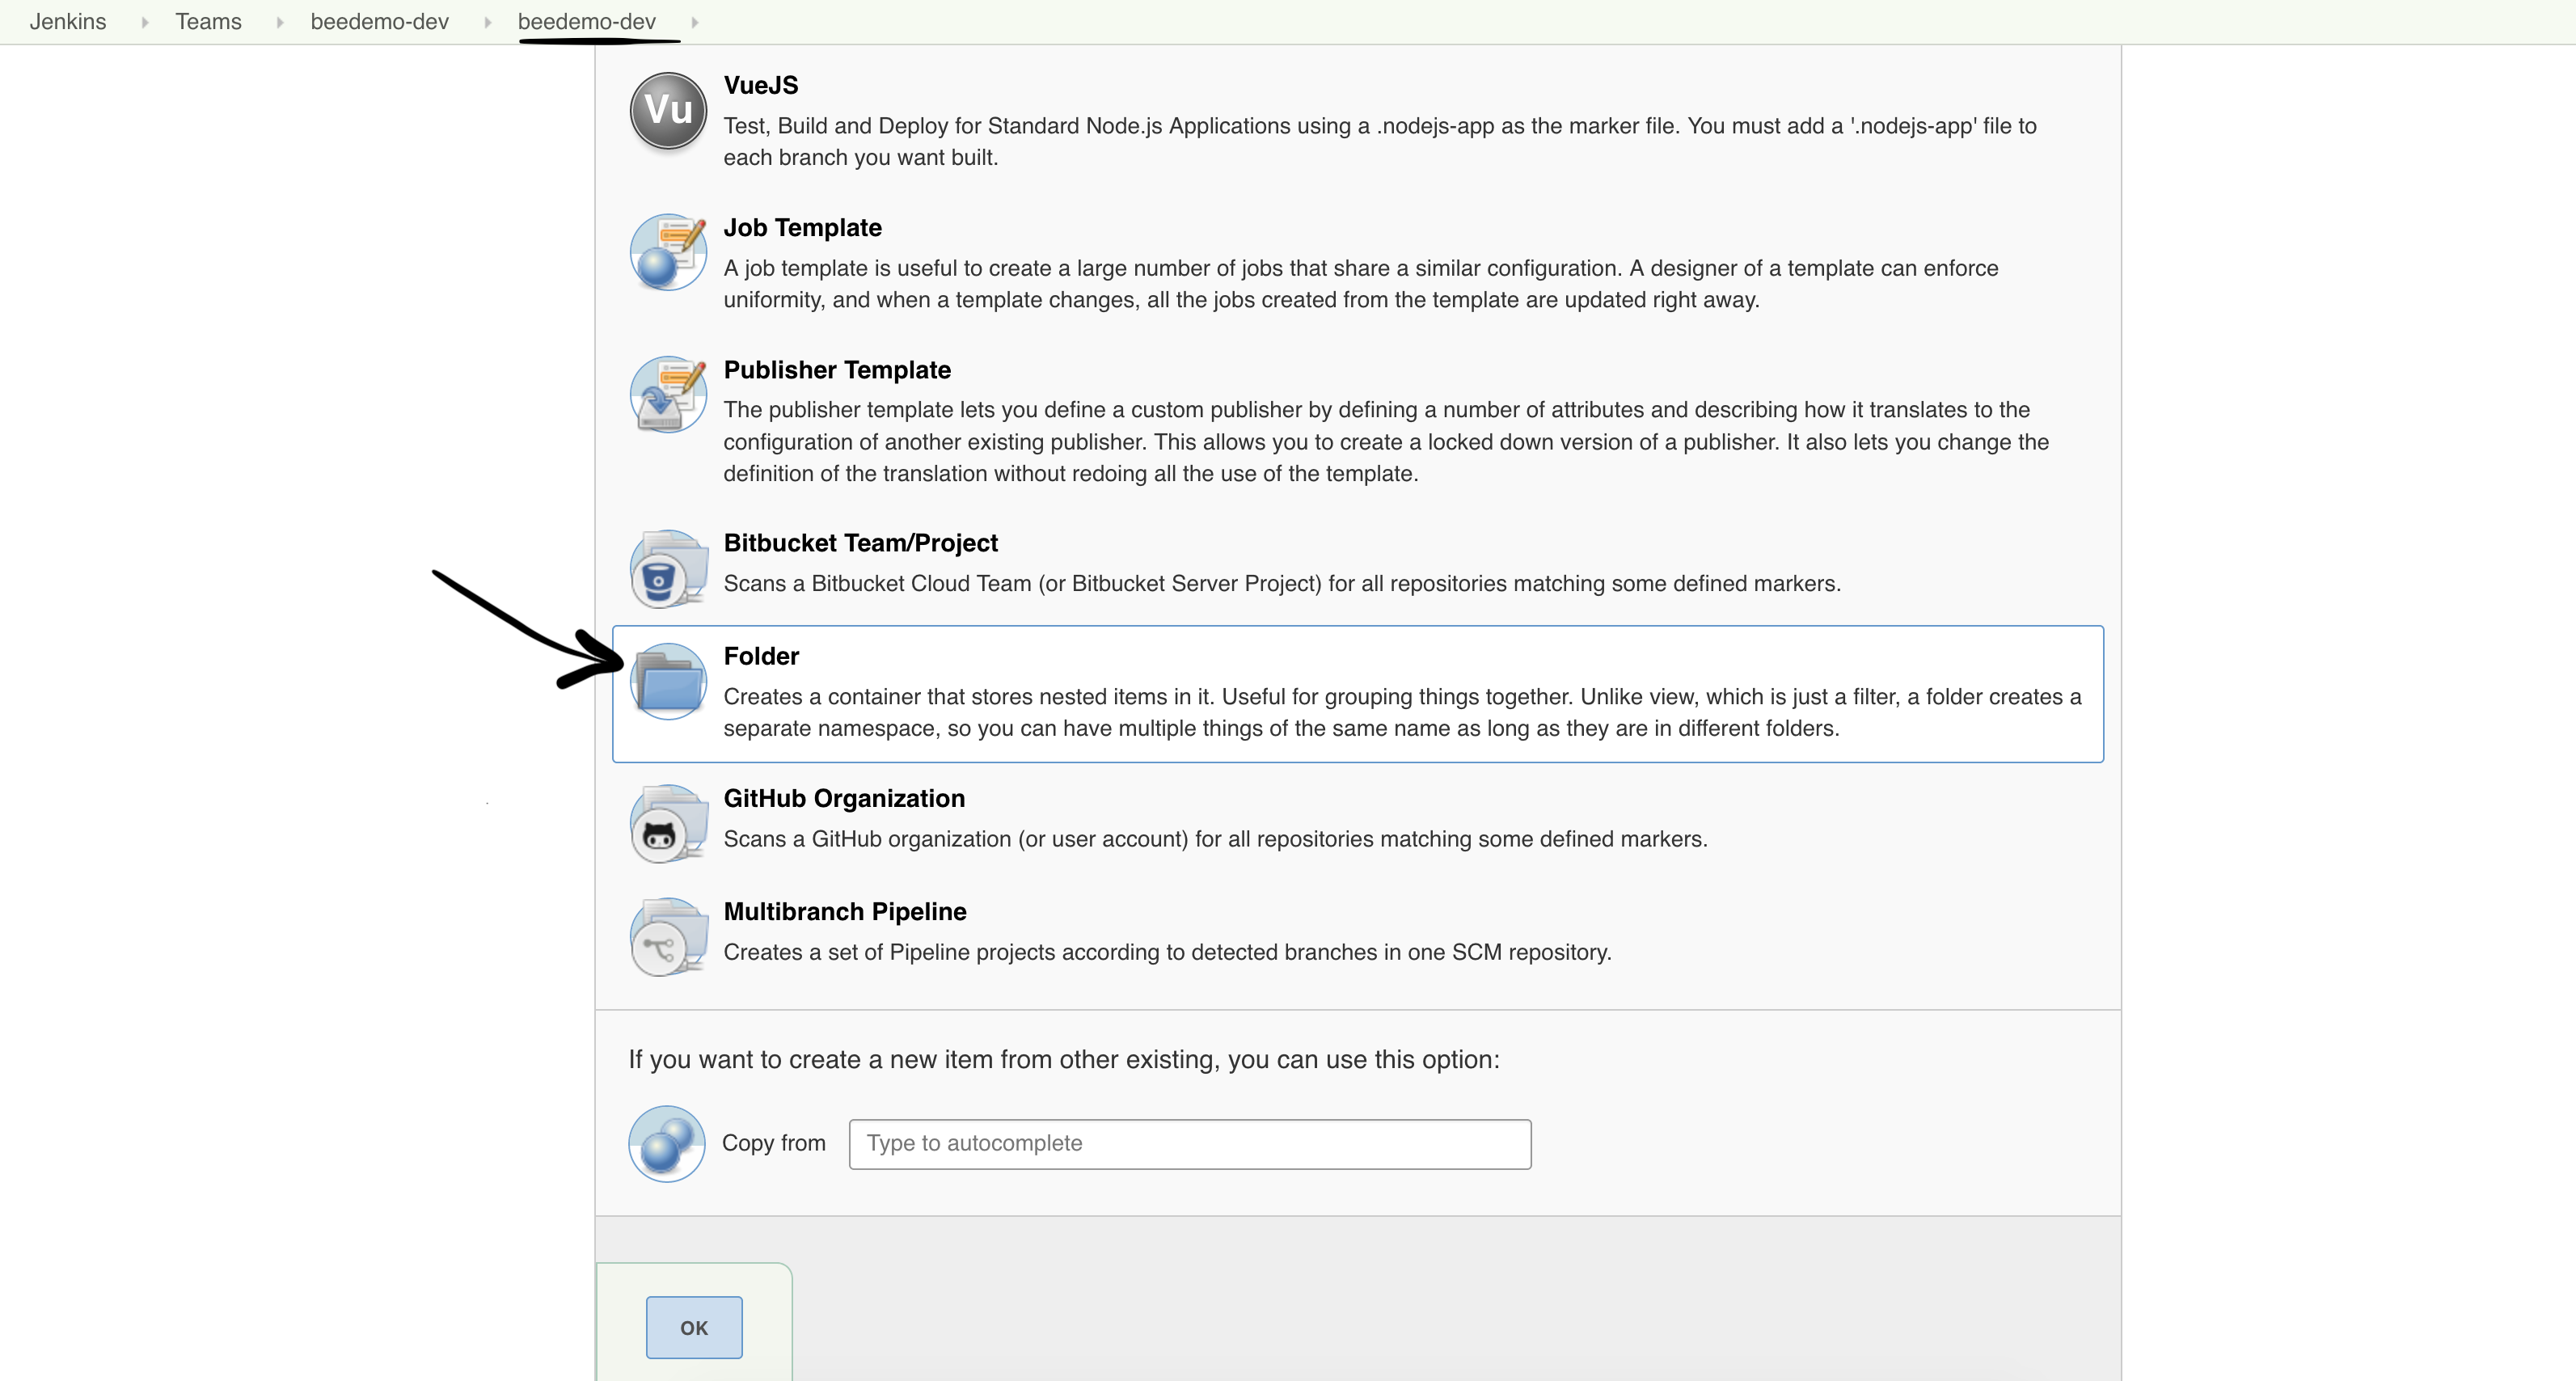 Jenkins Teams beedemo-dev beedemo-dev
Vu
VueJS
Test, Build and Deploy for Standard Node.js Applications using a .nodejs-app as the marker file. You must add a '.nodejs-app' file to
each branch you want built.
Job Template
A job template is useful to create a large number of jobs that share a similar configuration. A designer of a template can enforce
uniformity, and when a template changes, all the jobs created from the template are updated right away.
Publisher Template
The publisher template lets you define a custom publisher by defining a number of attributes and describing how it translates to the
configuration of another existing publisher. This allows you to create a locked down version of a publisher. It also lets you change the
definition of the translation without redoing all the use of the template.
Bitbucket Team/Project
Scans a Bitbucket Cloud Team (or Bitbucket Server Project) for all repositories matching some defined markers.
Folder
Creates a container that stores nested items in it. Useful for grouping things together. Unlike view, which is just a filter, a folder creates a
separate namespace, so you can have multiple things of the same name as long as they are in different folders.
GitHub Organization
Scans a GitHub organization (or user account) for all repositories matching some defined markers.
Multibranch Pipeline
Creates a set of Pipeline projects according to detected branches in one SCM repository.
If you want to create a new item from other existing, you can use this option:
Copy from Type to autocomplete
OK